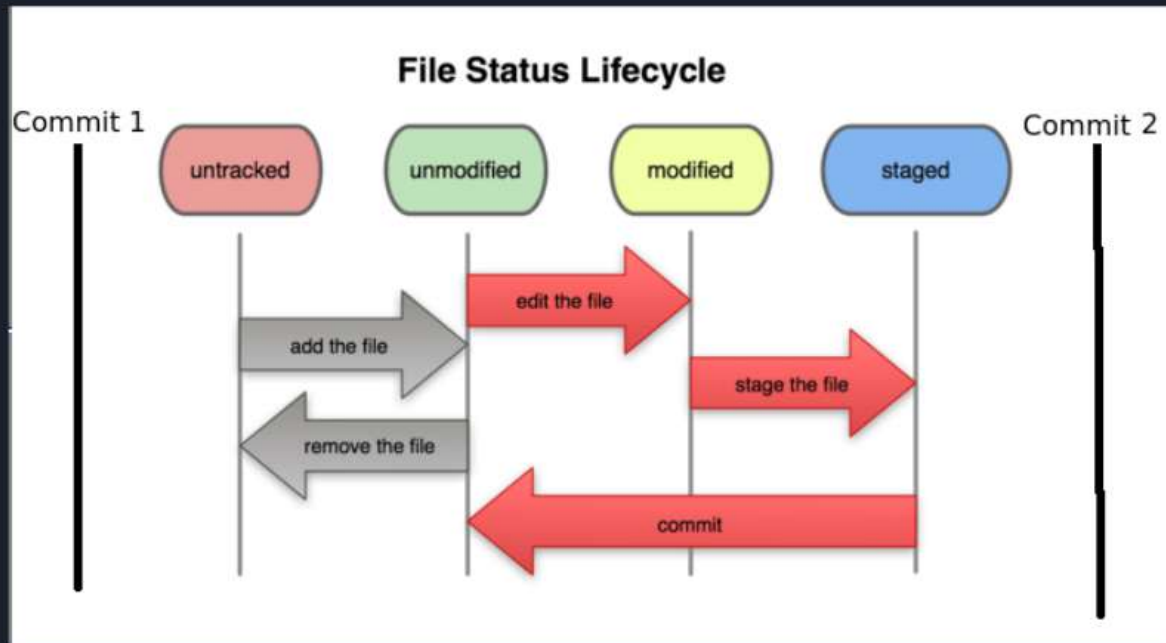 File Status Lifecycle
Commit 1
untracked
unmodified
modified
staged
Commit 2
edit the file
add the file
stage the file
remove the file
commit